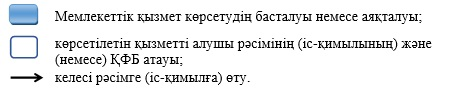 Мемлекеттік қызмет көрсетудің басталуы немесе аяқталуы;
көрсетілетін қызметті алушы рәсімінің (іс-қимылының) және
(немесе) ҚФБ атауы;
келесі рәсімге (іс-қимылға) өту.